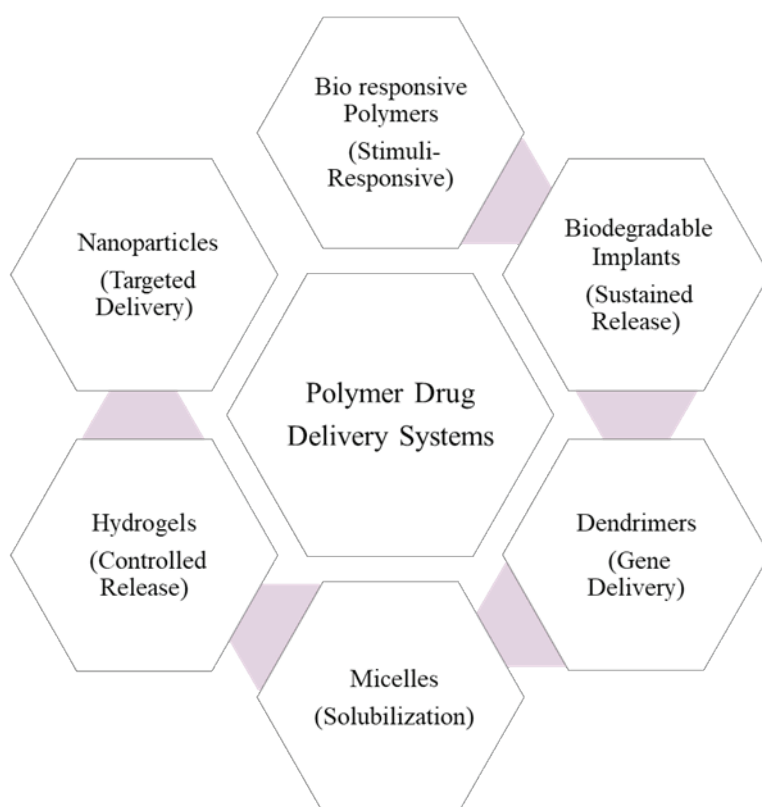 Bio responsive
Polymers
(Stimuli-
Responsive)
Nanoparticles
(Targeted
Delivery)
Biodegradable
Implants
(Sustained
Release)
Polymer Drug
Delivery Systems
Hydrogels
(Controlled
Release)
Dendrimers
(Gene
Delivery)
Micelles
(Solubilization)